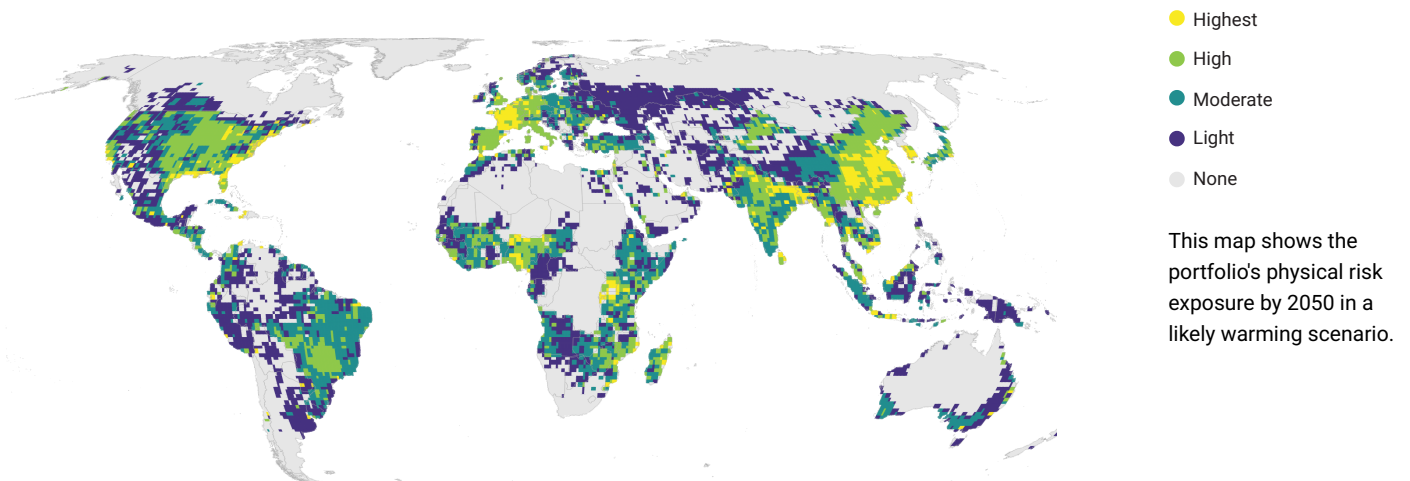 Highest
High
Moderate
Light
None
This map shows the
portfolio's physical risk
exposure by 2050 in a
likely warming scenario.